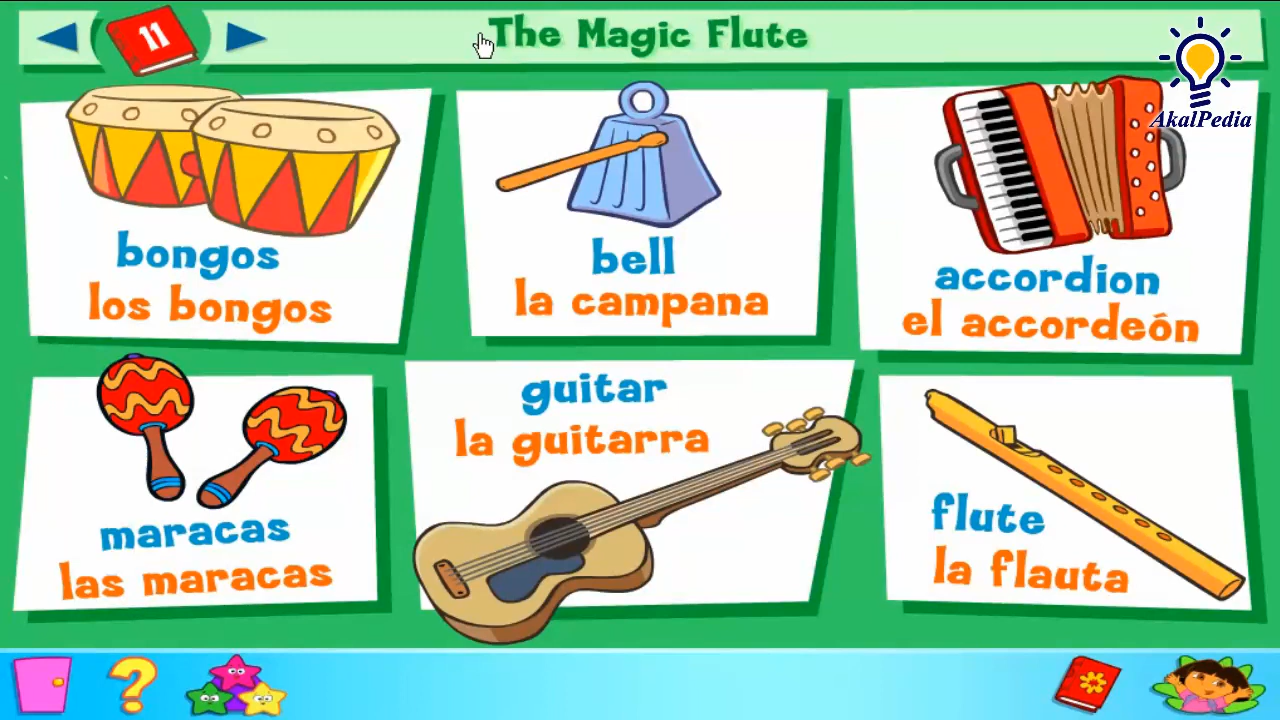 11
The Magic Flute
AkalPedia
bongos
los bongos
bell
la campana
accordion
el accordeón
maracas
las maracas
guitar
la guitarra
flute
la flauta
?